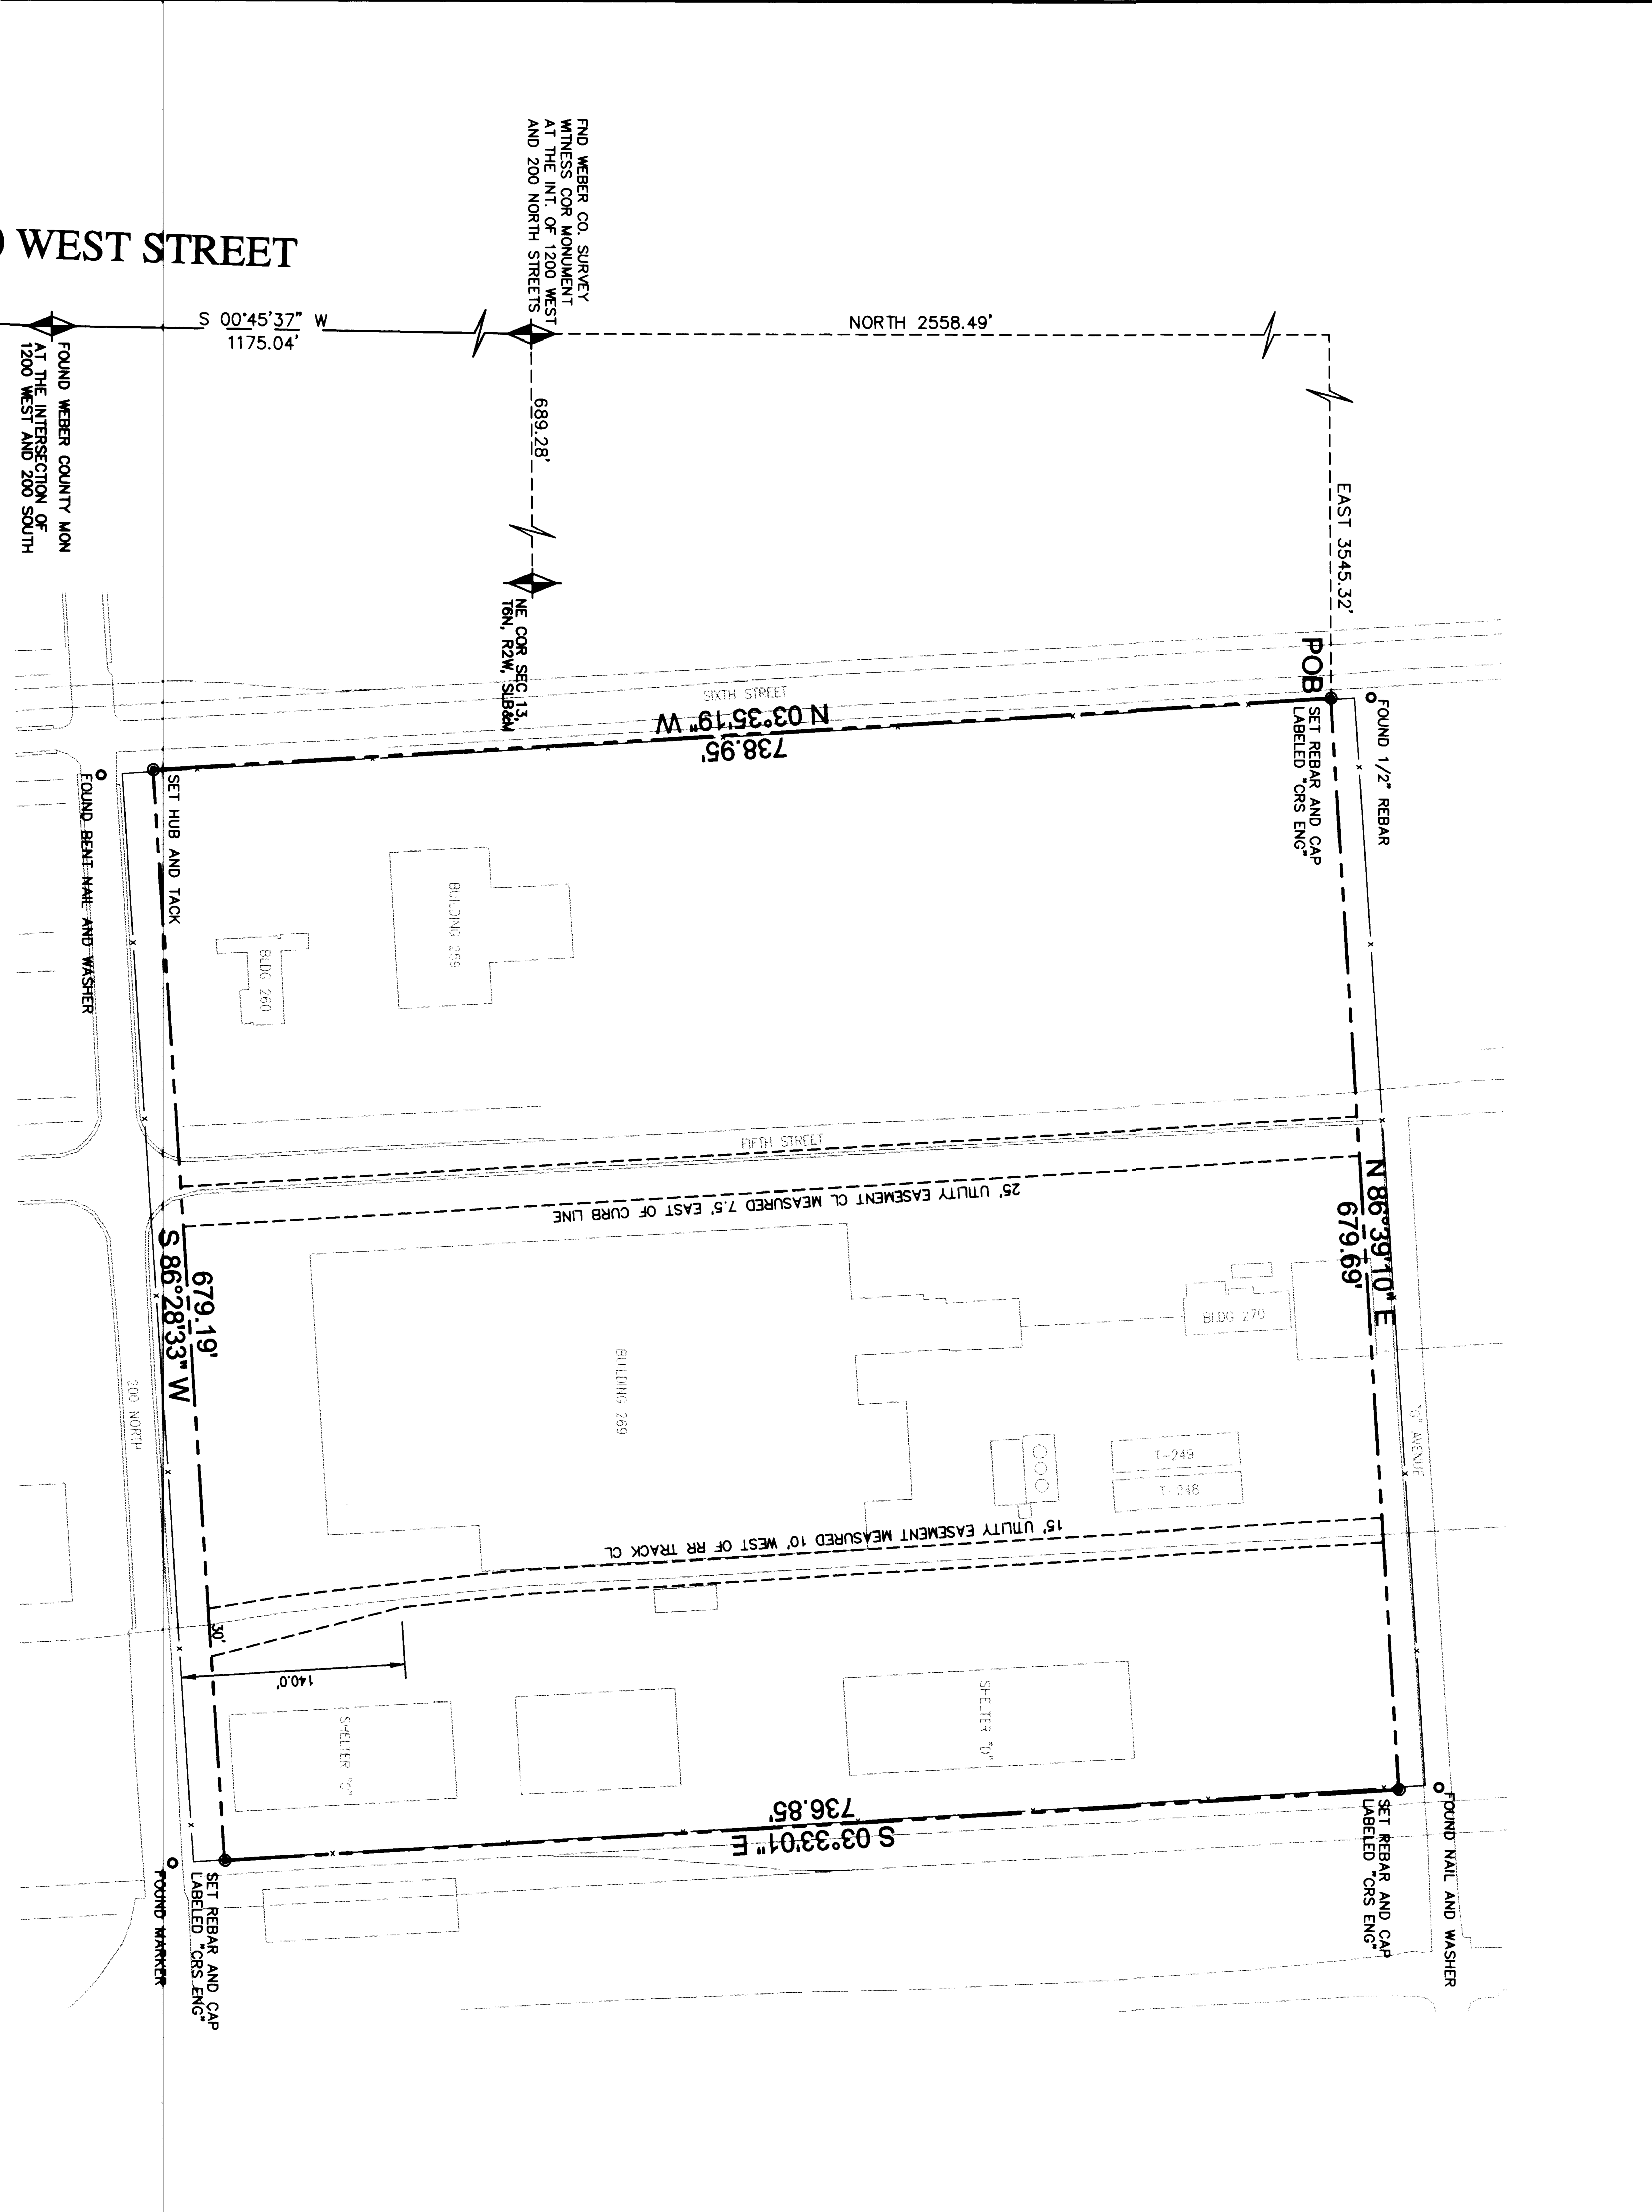 WEST STREET
FND WEBER CO. SURVEY
WITNESS COR MONUMENT
AT THE INT. OF 1200 WEST
AND 200 NORTH STREETS
S 00°45'37" W
1175.04'
NORTH 2558.49'
FOUND WEBER COUNTY MON
AT THE INTERSECTION OF
1200 WEST AND 200 SOUTH
689.28'
EAST 3545.32'
NE COR SEC 13,
T6N, R2W, SLB&M
POB
SET REBAR AND CAP
LABELED "CRS ENG"
FOUND 1/2" REBAR
SIXTH STREET
N 03°35'19" W
738.95'
SET HUB AND TACK
FOUND BENT NAIL AND WASHER
BUILDING 259
BLDG 260
FIFTH STREET
25' UTILITY EASEMENT CL MEASURED 7.5' EAST OF CURB LINE
N 86°39'10" E
679.69'
679.19'
S 86°28'33" W
200 NORTH
BUILDING 269
BLDG 270
"G" AVENUE
T-249
T-248
15' UTILITY EASEMENT MEASURED 10' WEST OF RR TRACK CL
30'
140.0'
SHELTER "C"
SHELTER "D"
736.85'
S 03°33'01" E
SET REBAR AND CAP
LABELED "CRS ENG"
FOUND NAIL AND WASHER
SET REBAR AND CAP
LABELED "CRS ENG"
FOUND MARKER